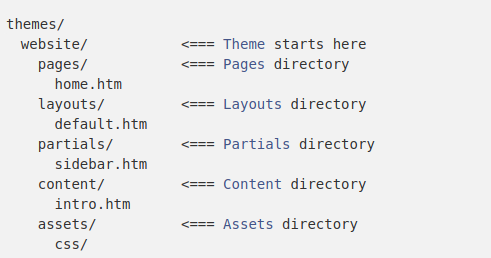 themes/
  website/           <=== Theme starts here
    pages/           <=== Pages directory
      home.htm
    layouts/         <=== Layouts directory
      default.htm
    partials/        <=== Partials directory
      sidebar.htm
    content/         <=== Content directory
      intro.htm
    assets/          <=== Assets directory
      css/